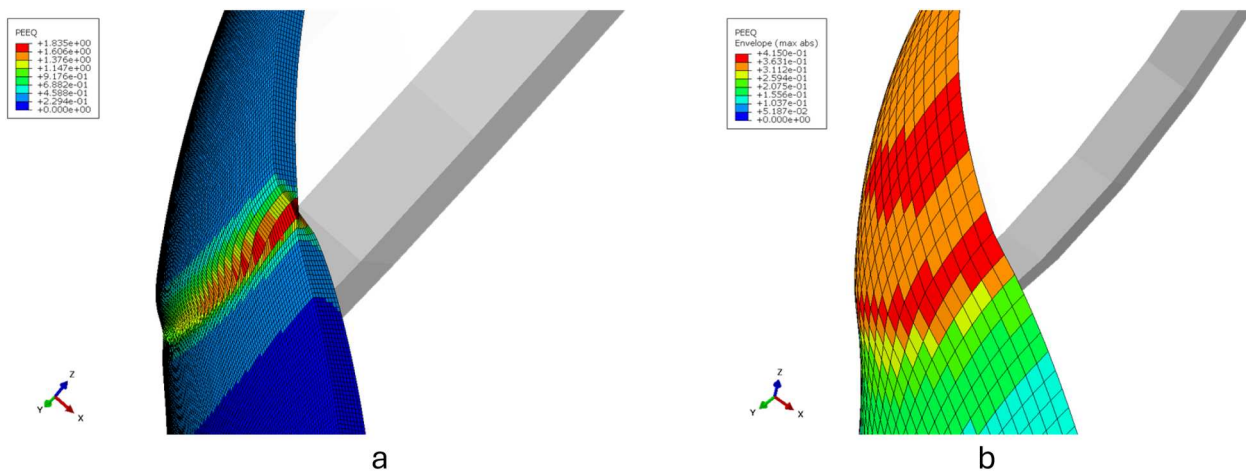 PEEQ
+1.835e+00
+1.606e+00
+1.376e+00
+1.147e+00
+9.176e-01
+6.882e-01
+4.588e-01
+2.294e-01
+0.000e+00
Z
Y
X
a
PEEQ
Envelope (max abs)
+4.150e-01
+3.631e-01
+3.112e-01
+2.594e-01
+2.075e-01
+1.556e-01
+1.037e-01
+5.187e-02
+0.000e+00
Z
Y
X
b